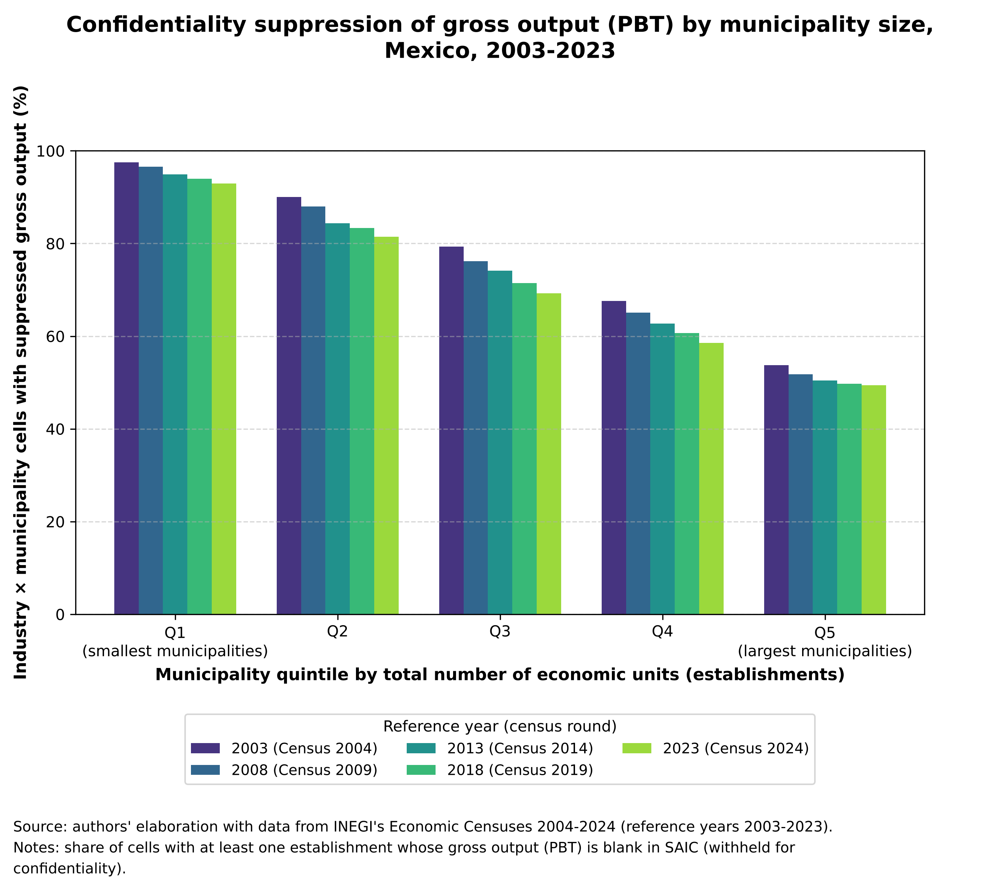 Confidentiality suppression of gross output (PBT) by municipality size,
Mexico, 2003-2023
Industry × municipality cells with suppressed gross output (%)
100
80
60
40
20
0
Q1
(smallest municipalities)
Q2
Q3
Q4
Q5
(largest municipalities)
Municipality quintile by total number of economic units (establishments)
Reference year (census round)
2003 (Census 2004)
2008 (Census 2009)
2013 (Census 2014)
2018 (Census 2019)
2023 (Census 2024)
Source: authors' elaboration with data from INEGI's Economic Censuses 2004-2024 (reference years 2003-2023).
Notes: share of cells with at least one establishment whose gross output (PBT) is blank in SAIC (withheld for
confidentiality).